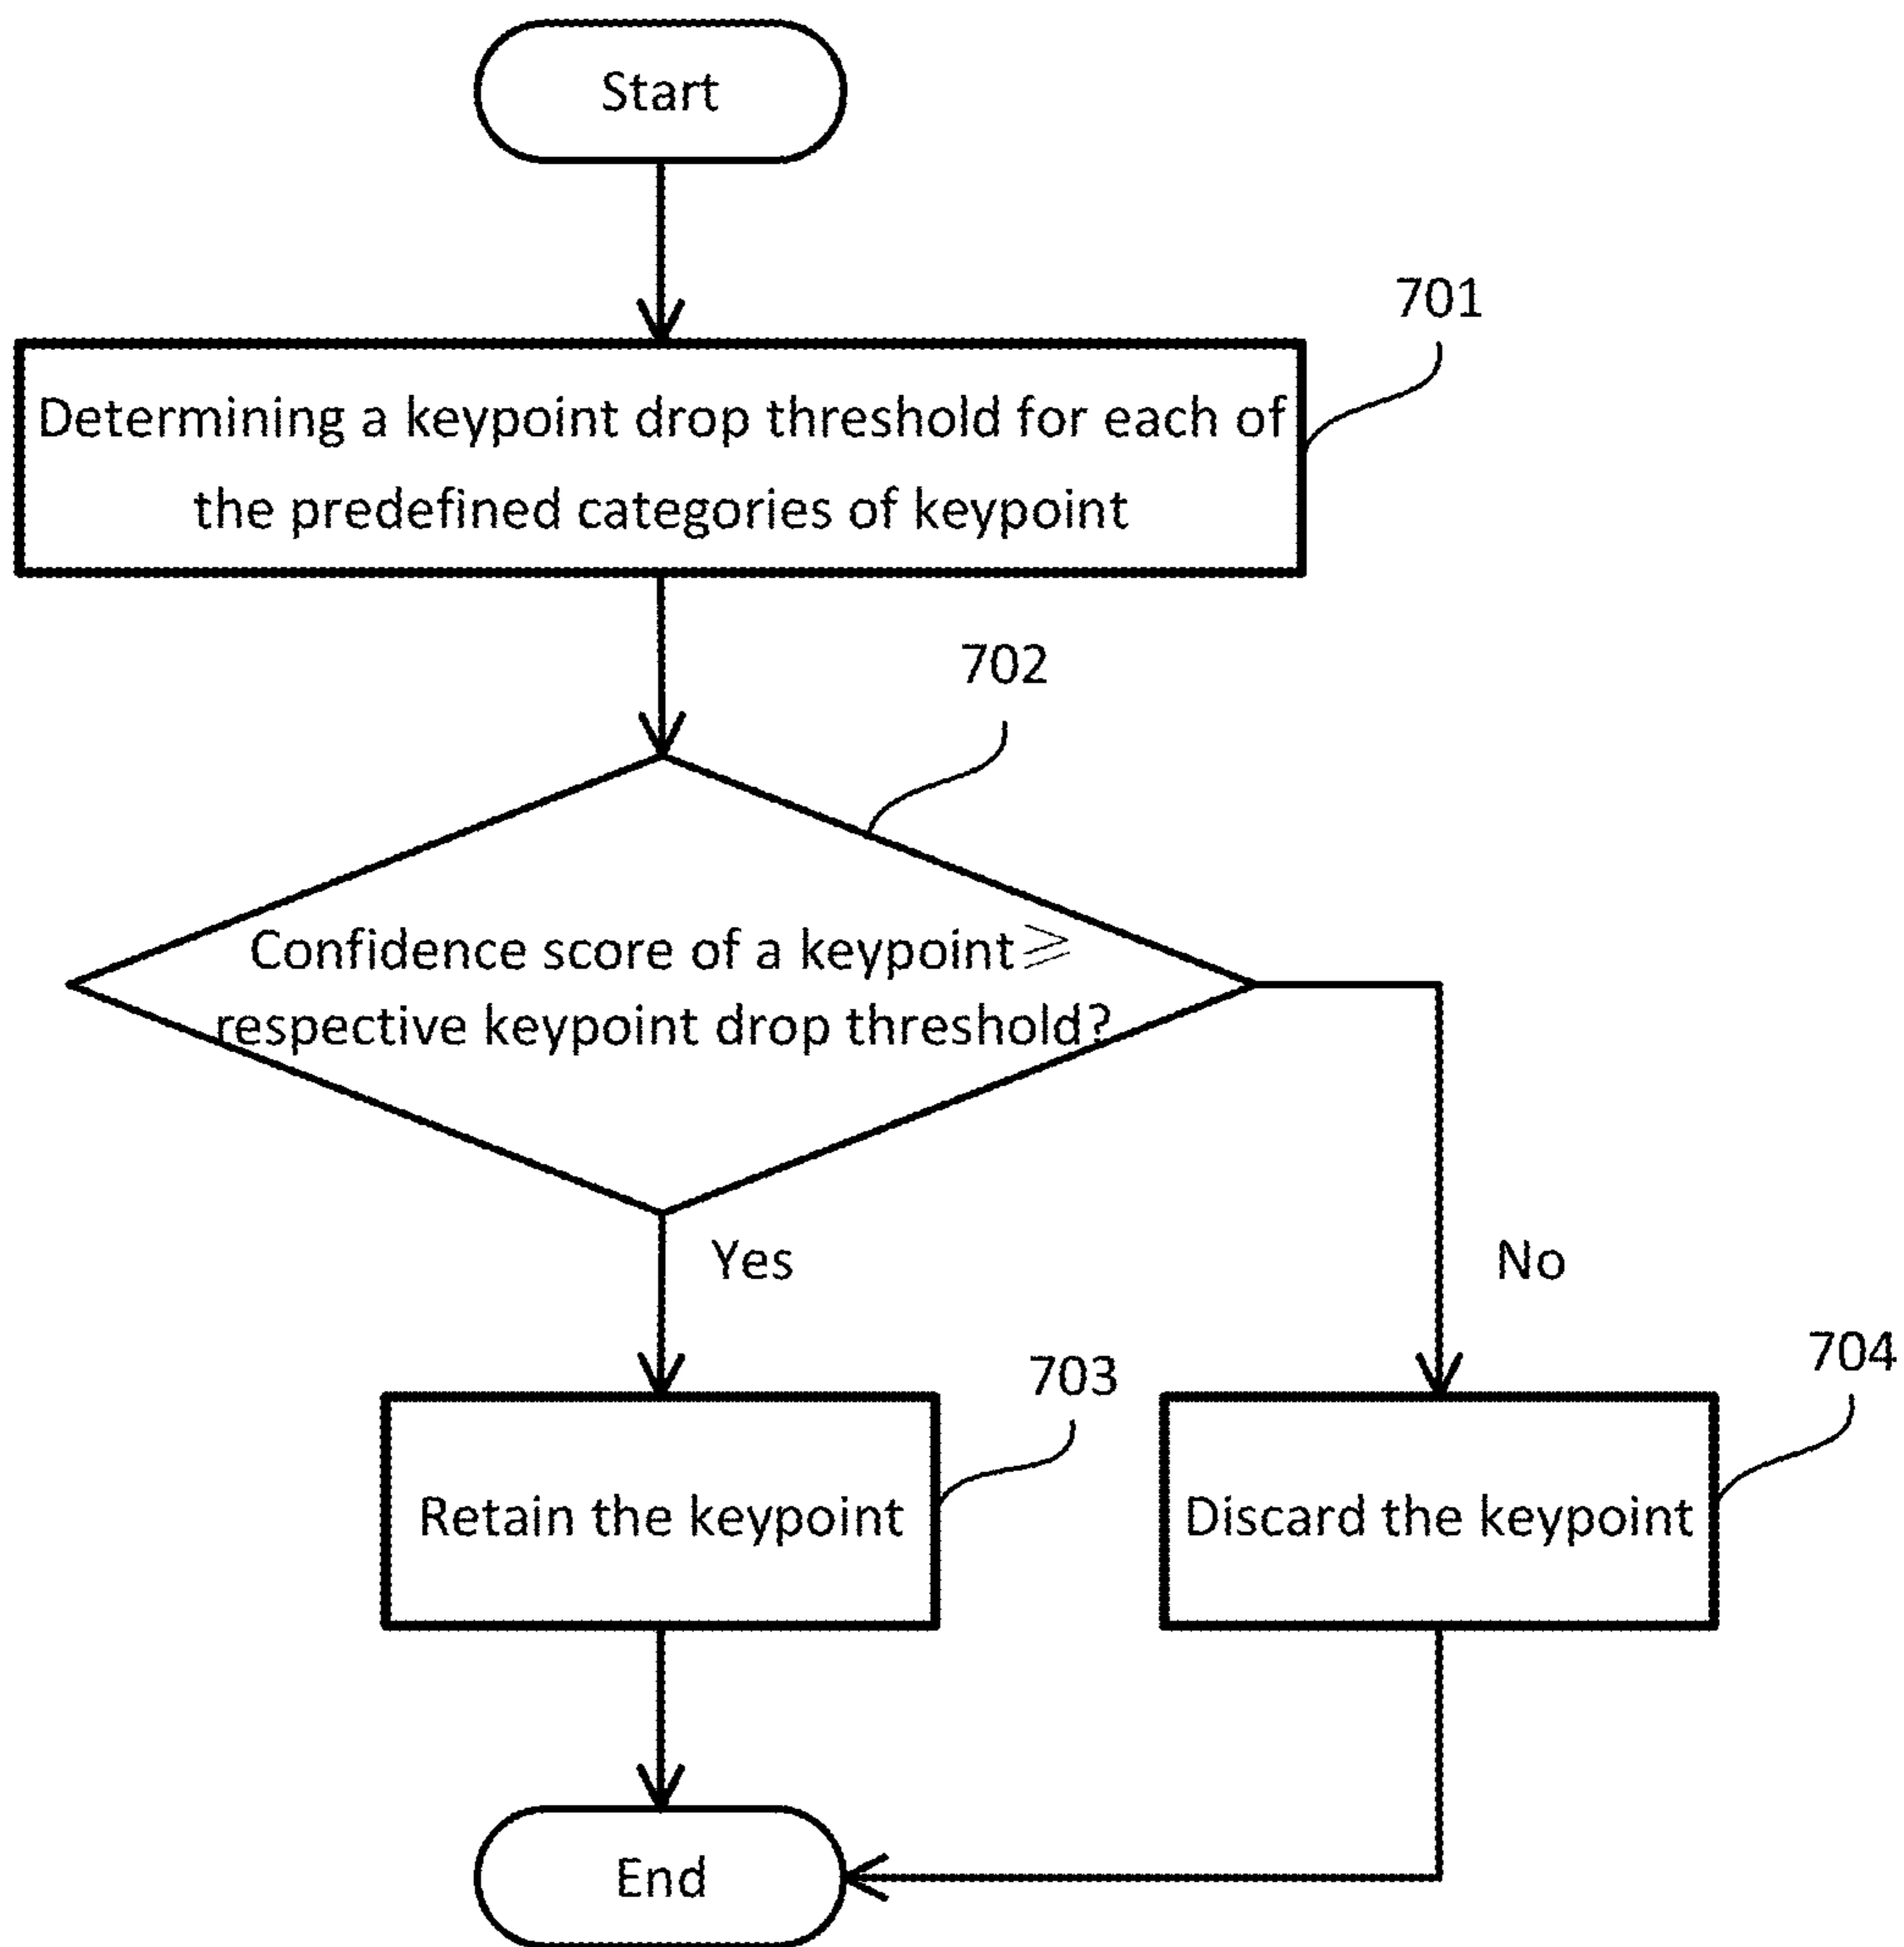 Start
701
Determining a keypoint drop threshold for each of
the predefined categories of keypoint
702
Confidence score of a keypoint⩾
respective keypoint drop threshold?
Yes
No
703
704
Retain the keypoint
Discard the keypoint
End